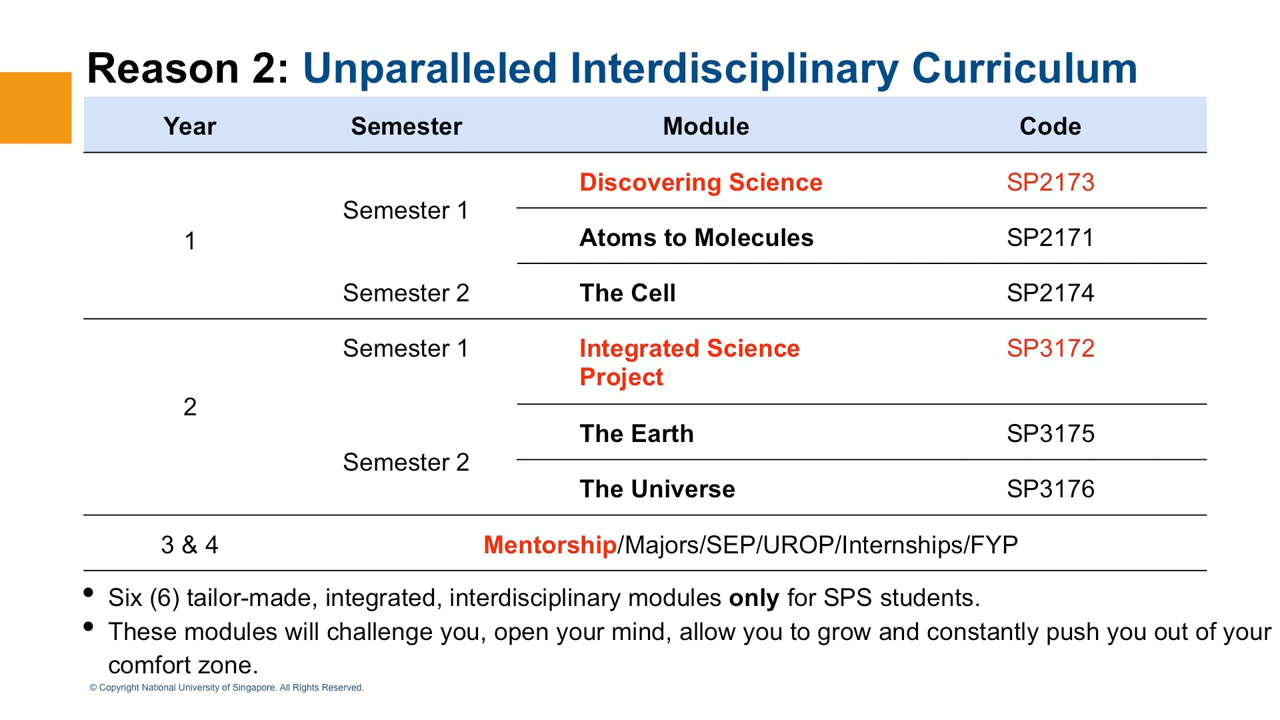 Reason 2: Unparalleled Interdisciplinary Curriculum
Year Semester Module Code
Discovering Science SP2173
Semester 1
Atoms to Molecules SP2171
1
Semester 2 The Cell SP2174
Semester 1 Integrated Science SP3172
Project
2
The Earth SP3175
Semester 2
The Universe SP3176
3 & 4 Mentorship/Majors/SEP/UROP/Internships/FYP
• Six (6) tailor-made, integrated, interdisciplinary modules only for SPS students.
• These modules will challenge you, open your mind, allow you to grow and constantly push you out of your
comfort zone.
© Copyright National University of Singapore. All Rights Reserved.